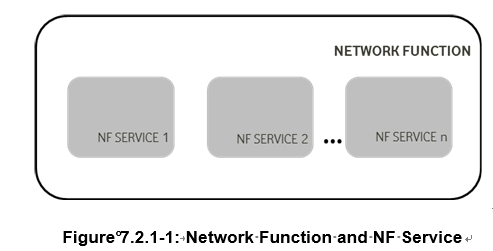 NETWORK FUNCTION
NF SERVICE 1
NF SERVICE 2
...
NF SERVICE n
Figure 7.2.1-1: Network Function and NF Service